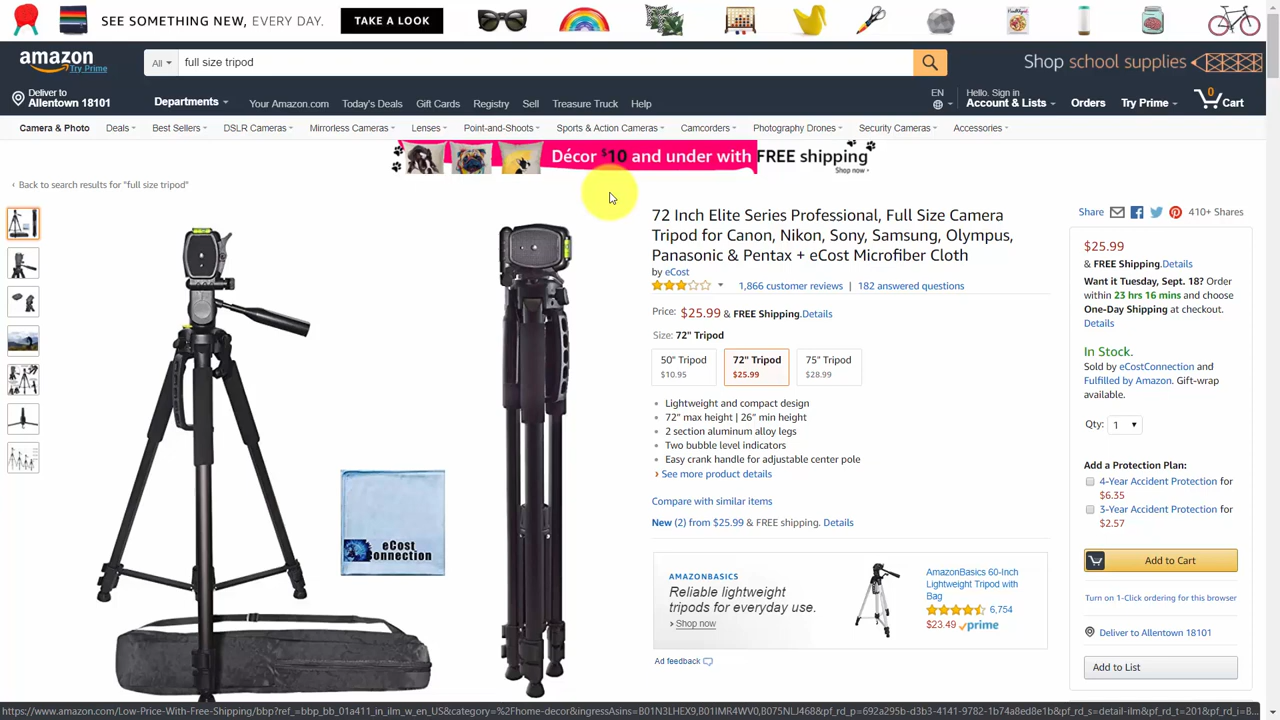 SEE SOMETHING NEW, EVERY DAY. TAKE A LOOK
amazon
Try Prime
All
full size tripod
Shop school supplies
Deliver to
Allentown 18101
Departments
Your Amazon.com
Today's Deals
Gift Cards
Registry
Sell
Treasure Truck
Help
EN
Hello. Sign in
Account & Lists
Orders
Try Prime
0
Cart
Camera & Photo
Deals
Best Sellers
DSLR Cameras
Mirrorless Cameras
Lenses
Point-and-Shoots
Sports & Action Cameras
Camcorders
Photography Drones
Security Cameras
Accessories
Décor $10 and under with FREE shipping
Shop now ›
‹ Back to search results for "full size tripod"
72 Inch Elite Series Professional, Full Size Camera
Tripod for Canon, Nikon, Sony, Samsung, Olympus,
Panasonic & Pentax + eCost Microfiber Cloth
by eCost
1,866 customer reviews | 182 answered questions
Price: $25.99 & FREE Shipping. Details
Size: 72" Tripod
50" Tripod
$10.95
72" Tripod
$25.99
75" Tripod
$28.99
• Lightweight and compact design
• 72" max height | 26" min height
• 2 section aluminum alloy legs
• Two bubble level indicators
• Easy crank handle for adjustable center pole
› See more product details
Compare with similar items
New (2) from $25.99 & FREE shipping. Details
eCost
Connection
AMAZONBASICS
Reliable lightweight
tripods for everyday use.
› Shop now
AmazonBasics 60-Inch
Lightweight Tripod with
Bag
6,754
$23.49 prime
Ad feedback
Share
410+ Shares
$25.99
& FREE Shipping. Details
Want it Tuesday, Sept. 18? Order
within 23 hrs 16 mins and choose
One-Day Shipping at checkout.
Details
In Stock.
Sold by eCostConnection and
Fulfilled by Amazon. Gift-wrap
available.
Qty: 1
Add a Protection Plan:
4-Year Accident Protection for
$6.35
3-Year Accident Protection for
$2.57
Add to Cart
Turn on 1-Click ordering for this browser
Deliver to Allentown 18101
Add to List